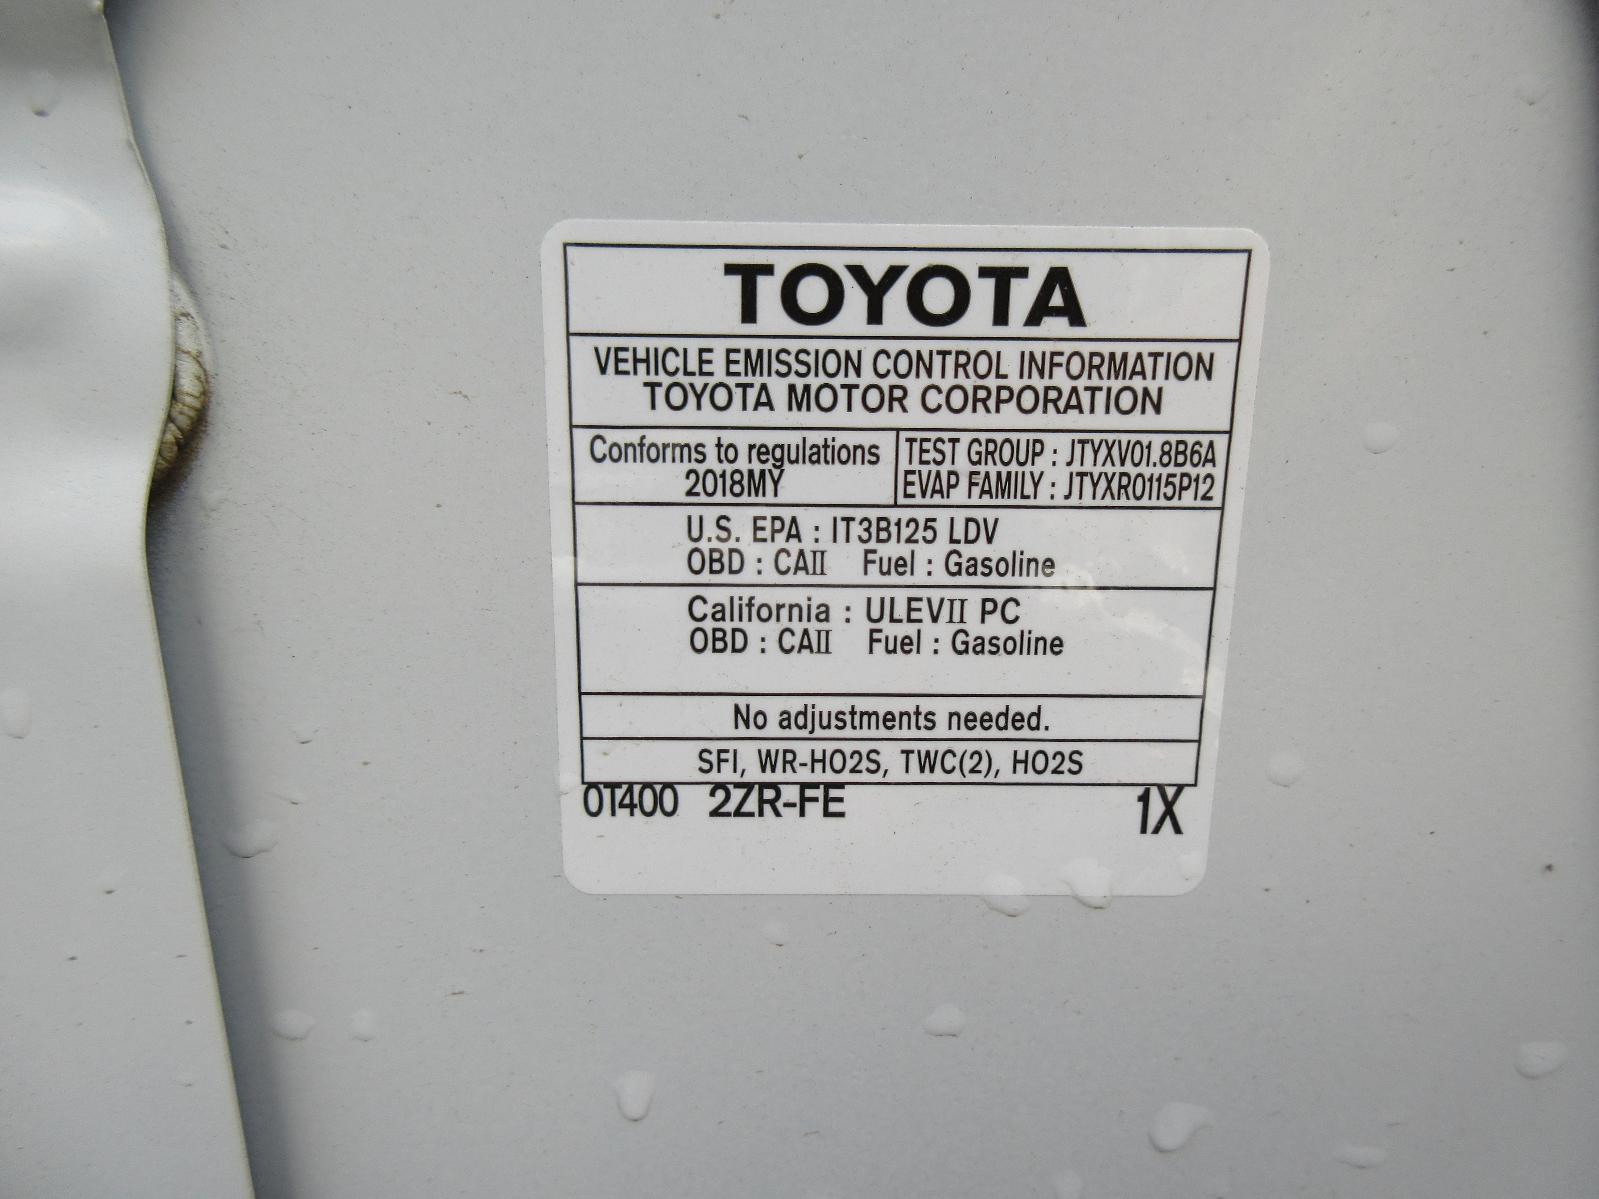 TOYOTA
VEHICLE EMISSION CONTROL INFORMATION
TOYOTA MOTOR CORPORATION
Conforms to regulations
2018MY
TEST GROUP : JTYXV01.8B6A
EVAP FAMILY : JTYXR0115P12
U.S. EPA : IT3B125 LDV
OBD : CAII Fuel : Gasoline
California : ULEVII PC
OBD : CAII Fuel : Gasoline
No adjustments needed.
SFI, WR-HO2S, TWC(2), HO2S
0T400 2ZR-FE 1X